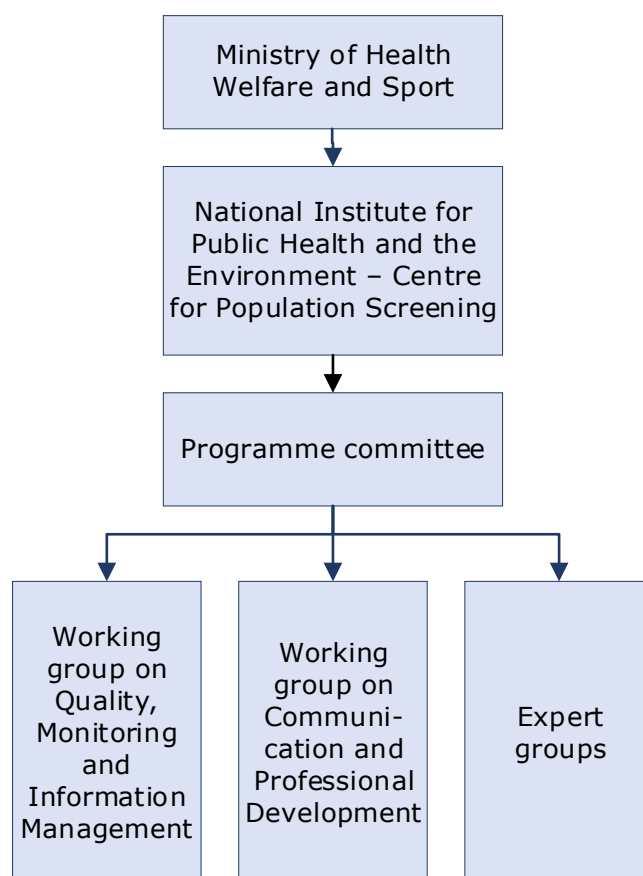 Ministry of Health
Welfare and Sport
National Institute for
Public Health and the
Environment – Centre
for Population Screening
Programme committee
Working
group on
Quality,
Monitoring
and
Information
Management
Working
group on
Communi-
cation and
Professional
Development
Expert
groups